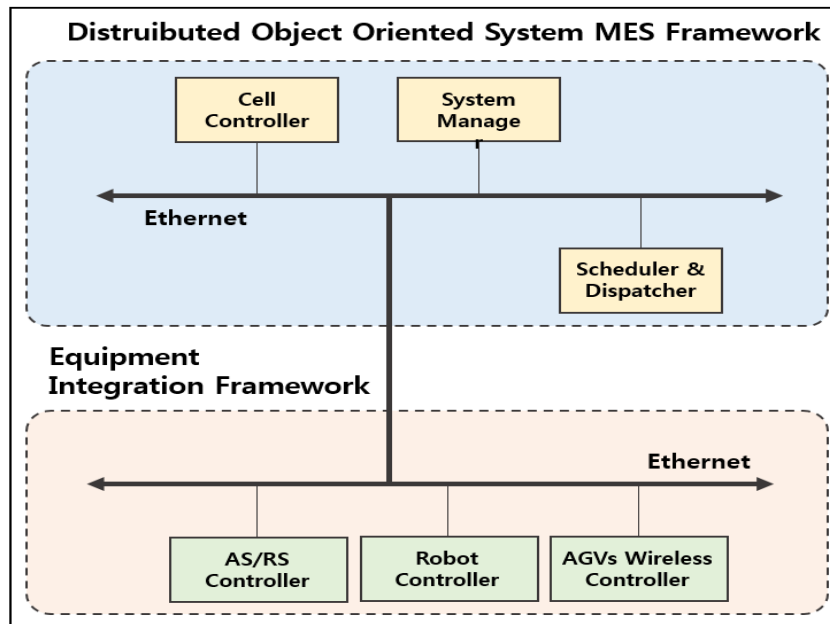 Distruibuted Object Oriented System MES Framework
Cell
Controller
System
Manage
r
Ethernet
Scheduler &
Dispatcher
Equipment
Integration Framework
Ethernet
AS/RS
Controller
Robot
Controller
AGVs Wireless
Controller